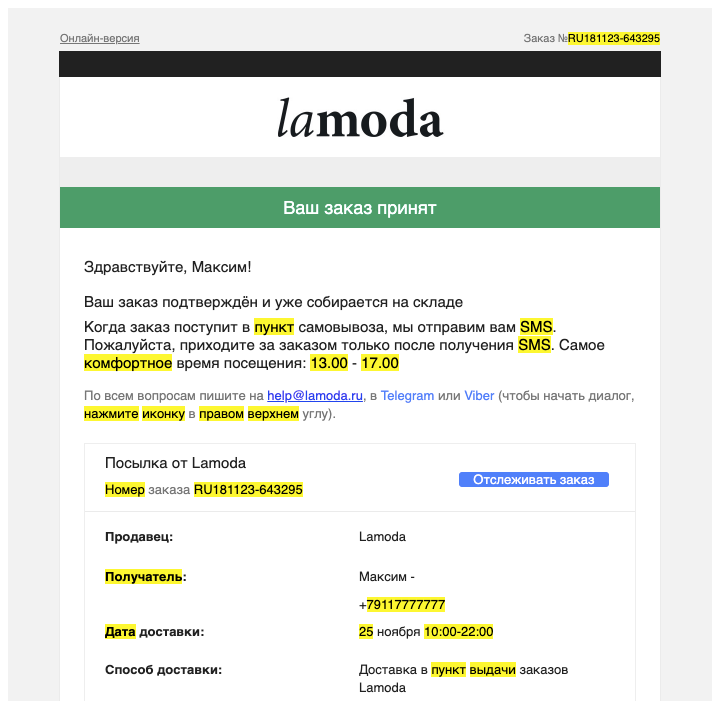 Онлайн-версия
Заказ №RU181123-643295
lamoda
Ваш заказ принят
Здравствуйте, Максим!
Ваш заказ подтверждён и уже собирается на складе
Когда заказ поступит в пункт самовывоза, мы отправим вам SMS.
Пожалуйста, приходите за заказом только после получения SMS. Самое
комфортное время посещения: 13.00 - 17.00
По всем вопросам пишите на help@lamoda.ru, в Telegram или Viber (чтобы начать диалог,
нажмите иконку в правом верхнем углу).
Посылка от Lamoda
Номер заказа RU181123-643295
Отслеживать заказ
Продавец: Lamoda
Получатель: Максим -
+79117777777
Дата доставки: 25 ноября 10:00-22:00
Способ доставки: Доставка в пункт выдачи заказов
Lamoda